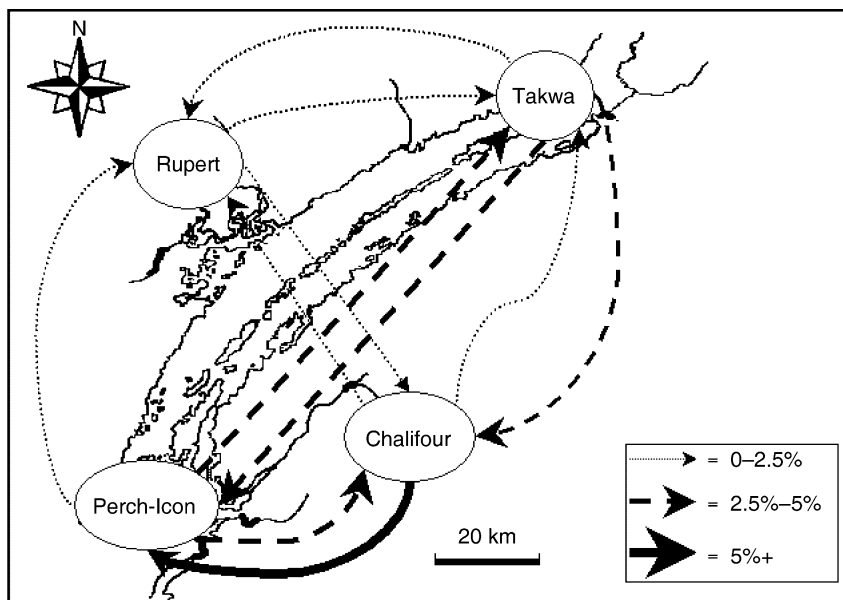 N
Takwa
Rupert
Chalifour
Perch-Icon
20 km
= 0–2.5%
= 2.5%–5%
= 5%+